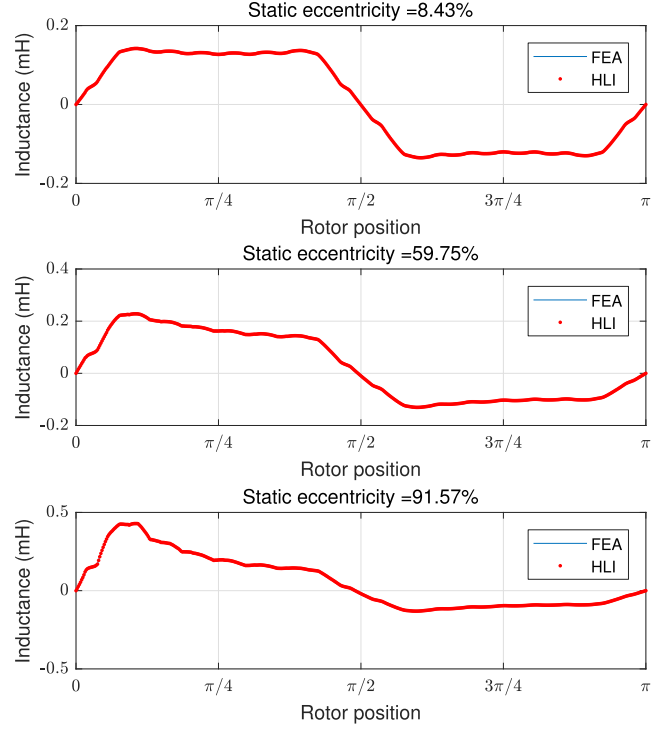 Static eccentricity =8.43%
0.2
0
-0.2
Inductance (mH)
FEA
HLI
0
π/4
π/2
3π/4
π
Rotor position
Static eccentricity =59.75%
0.4
0.2
0
-0.2
Inductance (mH)
FEA
HLI
0
π/4
π/2
3π/4
π
Rotor position
Static eccentricity =91.57%
0.5
0
-0.5
Inductance (mH)
FEA
HLI
0
π/4
π/2
3π/4
π
Rotor position